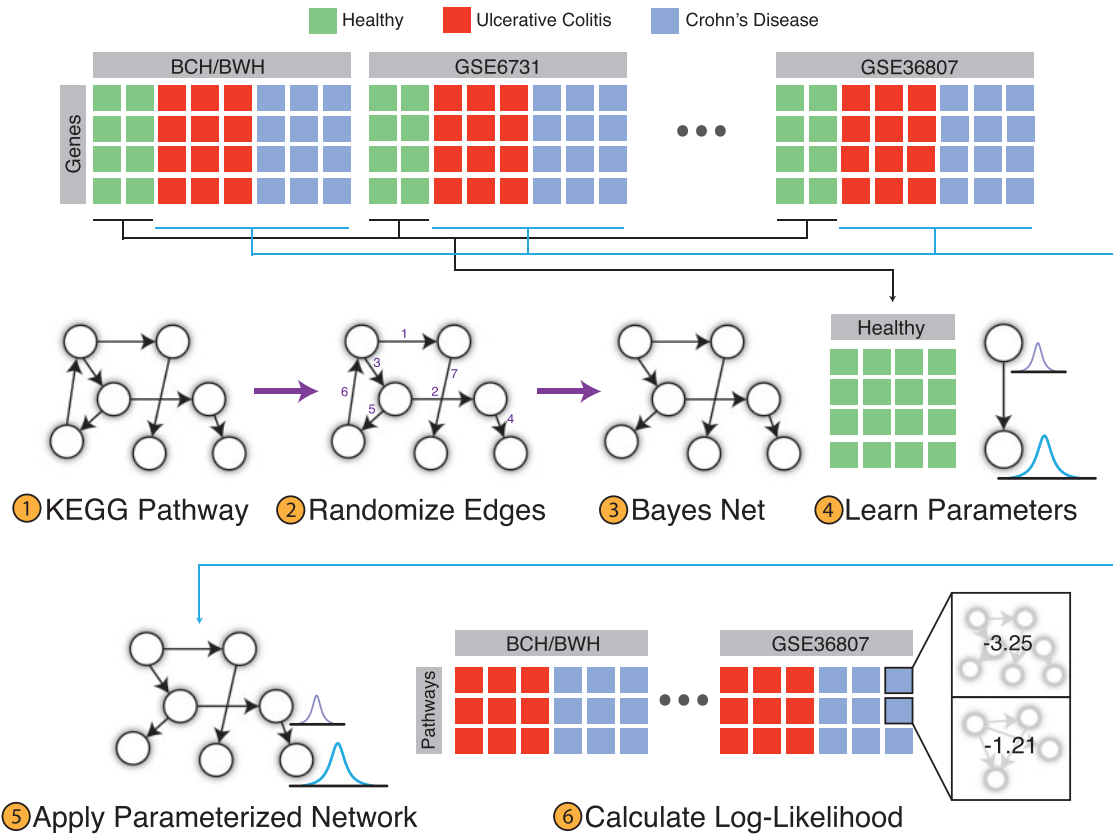 Healthy
Ulcerative Colitis
Crohn's Disease
BCH/BWH
GSE6731
GSE36807
Genes
1
3
7
6
2
5
4
Healthy
1 KEGG Pathway
2 Randomize Edges
3 Bayes Net
4 Learn Parameters
BCH/BWH
GSE36807
Pathways
-3.25
-1.21
5 Apply Parameterized Network
6 Calculate Log-Likelihood